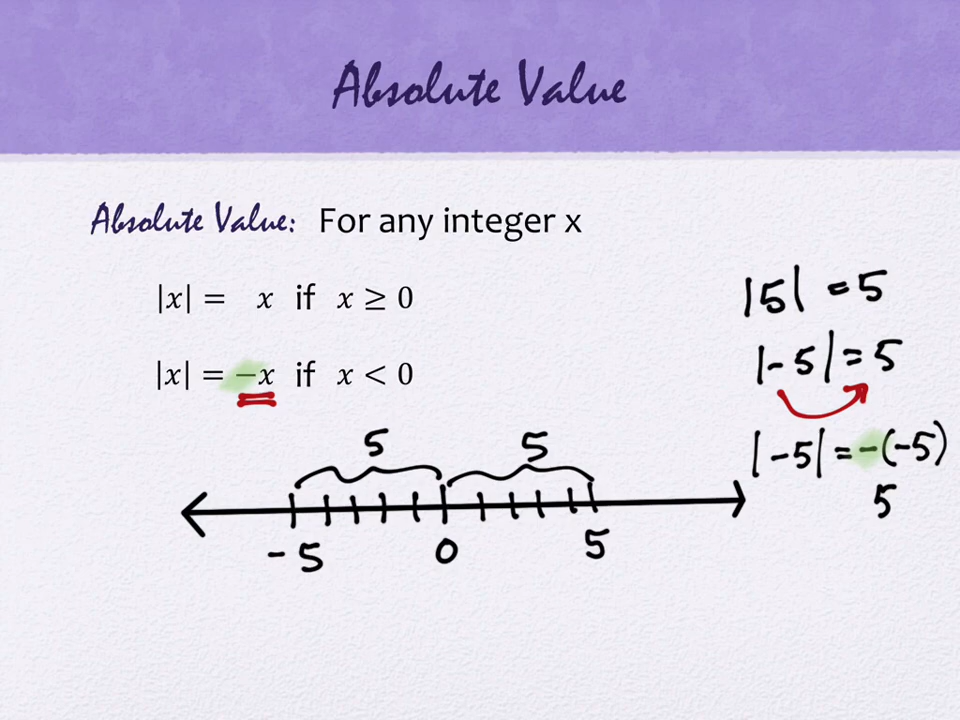 Absolute Value
Absolute Value: For any integer x
|x| = x if x ≥ 0
|x| = −x if x < 0
|5| = 5
|-5| = 5
|-5| = -(-5)
5
5 5
-5 0 5